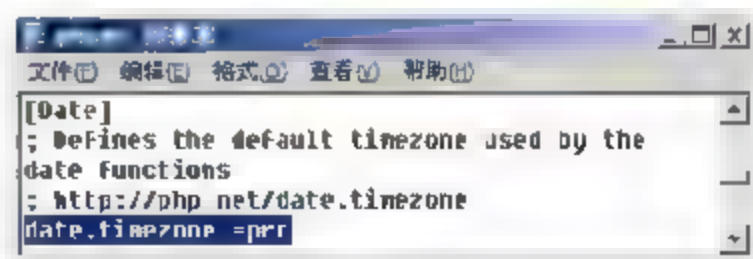 文件(F) 编辑(E) 格式(O) 查看(V) 帮助(H)
[Date]
; Defines the default timezone used by the
date functions
; http://php net/date.timezone
date.timezone =prr